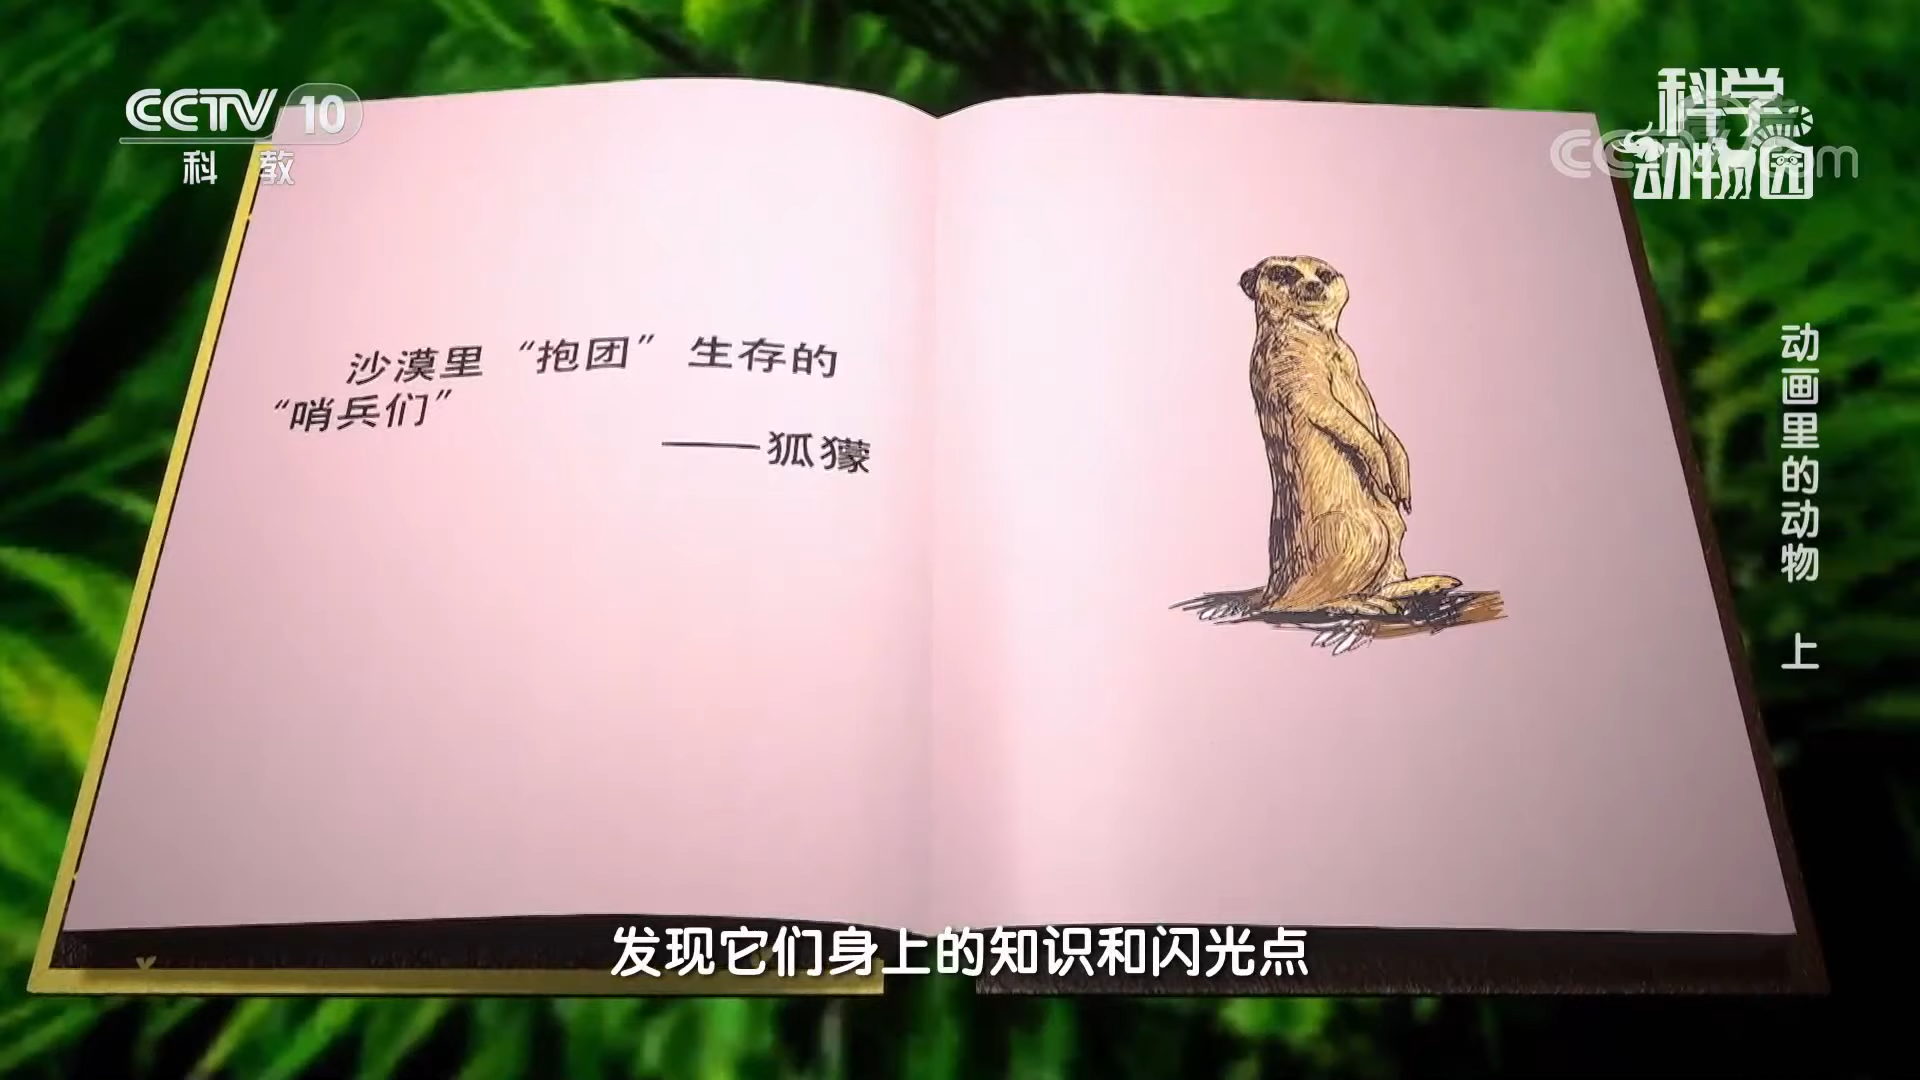 CCTV 10
科 教
科学
动物园
沙漠里“抱团”生存的
“哨兵们”
——狐獴
动画里的动物 上
发现它们身上的知识和闪光点